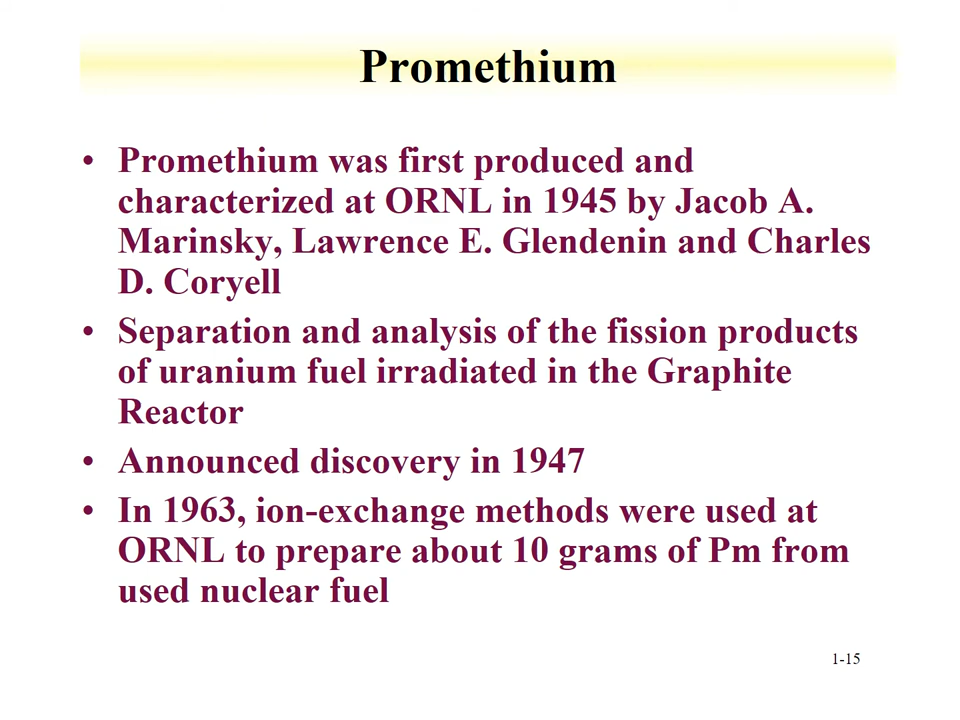 Promethium
• Promethium was first produced and
characterized at ORNL in 1945 by Jacob A.
Marinsky, Lawrence E. Glendenin and Charles
D. Coryell
• Separation and analysis of the fission products
of uranium fuel irradiated in the Graphite
Reactor
• Announced discovery in 1947
• In 1963, ion-exchange methods were used at
ORNL to prepare about 10 grams of Pm from
used nuclear fuel
1-15